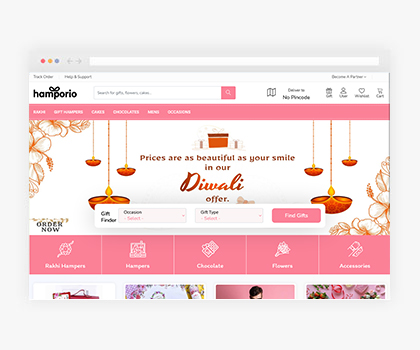 Track Order Help & Support Become A Partner
hamporio
Search for gifts, flowers, cakes... Deliver to
No Pincode
Gift User Wishlist Cart
RAKHI GIFT HAMPERS CAKES CHOCOLATES MENS OCCASIONS
Prices are as beautiful as your smile
in our
Diwali
offer.
ORDER
NOW
Gift
Finder
Occasion
- Select -
Gift Type
- Select -
Find Gifts
Rakhi Hampers Hampers Chocolate Flowers Accessories